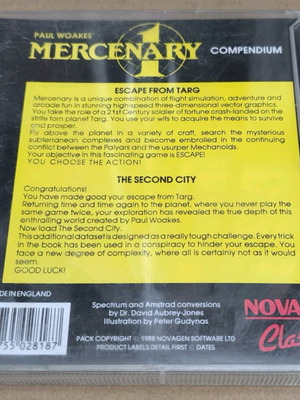 PAUL WOAKES'
MERCENARY
1
COMPENDIUM
ESCAPE FROM TARG
Mercenary is a unique combination of flight simulation, adventure and
arcade fun in stunning high-speed three-dimensional vector graphics.
You take the role of a 21st Century soldier of fortune crash-landed on the
strife torn planet Targ. You use your wits to acquire the means to survive
and prosper.
Fly above the planet in a variety of craft, search the mysterious
subterranean complexes and become embroiled in the continuing
conflict between the Palyars and the usurper Mechanoids.
Your objective in this fascinating game is ESCAPE!
YOU CHOOSE THE ACTION!
THE SECOND CITY
Congratulations!
You have made good your escape from Targ.
Returning time and time again to the planet, where you never play the
same game twice, your exploration has revealed the true depth of this
enthralling world created by Paul Woakes.
Now load The Second City.
This additional dataset is designed as a really tough challenge. Every trick
in the book has been used in a conspiracy to hinder your escape. You
face a new degree of complexity, where all is certainly not as it would
seem.
GOOD LUCK!
DE IN ENGLAND
Spectrum and Amstrad conversions
by Dr. David Aubrey-Jones
Illustration by Peter Gudynas
NOVAG
Clas
755 028187
PACK COPYRIGHT © 1988 NOVAGEN SOFTWARE LTD
PRODUCT LABELS DETAIL FIRST © DATES